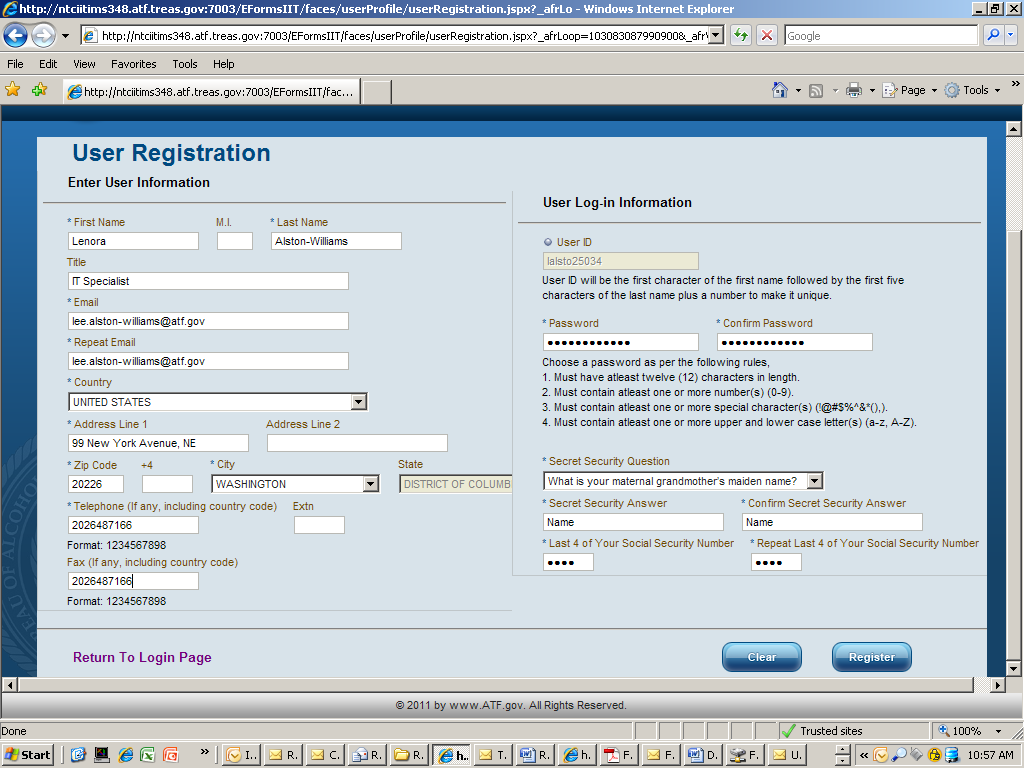 http://ntciitims348.atf.treas.gov:7003/EFormsIIT/faces/userProfile/userRegistration.jspx?_afrLo - Windows Internet Explorer
http://ntciitims348.atf.treas.gov:7003/EFormsIIT/faces/userProfile/userRegistration.jspx?_afrLoop=103083087990900&_afr
Google
File Edit View Favorites Tools Help
http://ntciitims348.atf.treas.gov:7003/EFormsIIT/fac...
Page Tools
User Registration
Enter User Information
* First Name M.I. * Last Name
Lenora Alston-Williams
Title
IT Specialist
* Email
lee.alston-williams@atf.gov
* Repeat Email
lee.alston-williams@atf.gov
* Country
UNITED STATES
* Address Line 1 Address Line 2
99 New York Avenue, NE
* Zip Code +4 * City State
20226 WASHINGTON DISTRICT OF COLUMB
* Telephone (If any, including country code) Extn
2026487166
Format: 1234567898
Fax (If any, including country code)
2026487166
Format: 1234567898
User Log-in Information
User ID
lalsto25034
User ID will be the first character of the first name followed by the first five
characters of the last name plus a number to make it unique.
* Password * Confirm Password
●●●●●●●●●●●● ●●●●●●●●●●●●
Choose a password as per the following rules,
1. Must have atleast twelve (12) characters in length.
2. Must contain atleast one or more number(s) (0-9).
3. Must contain atleast one or more special character(s) (!@#$%^&*(),).
4. Must contain atleast one or more upper and lower case letter(s) (a-z, A-Z).
* Secret Security Question
What is your maternal grandmother's maiden name?
* Secret Security Answer * Confirm Secret Security Answer
Name Name
* Last 4 of Your Social Security Number * Repeat Last 4 of Your Social Security Number
●●●● ●●●●
Return To Login Page Clear Register
© 2011 by www.ATF.gov. All Rights Reserved.
Done Trusted sites 100%
Start I.. R. C. R. R. h.. T. R. h. F. F. D. F. U. 10:57 AM